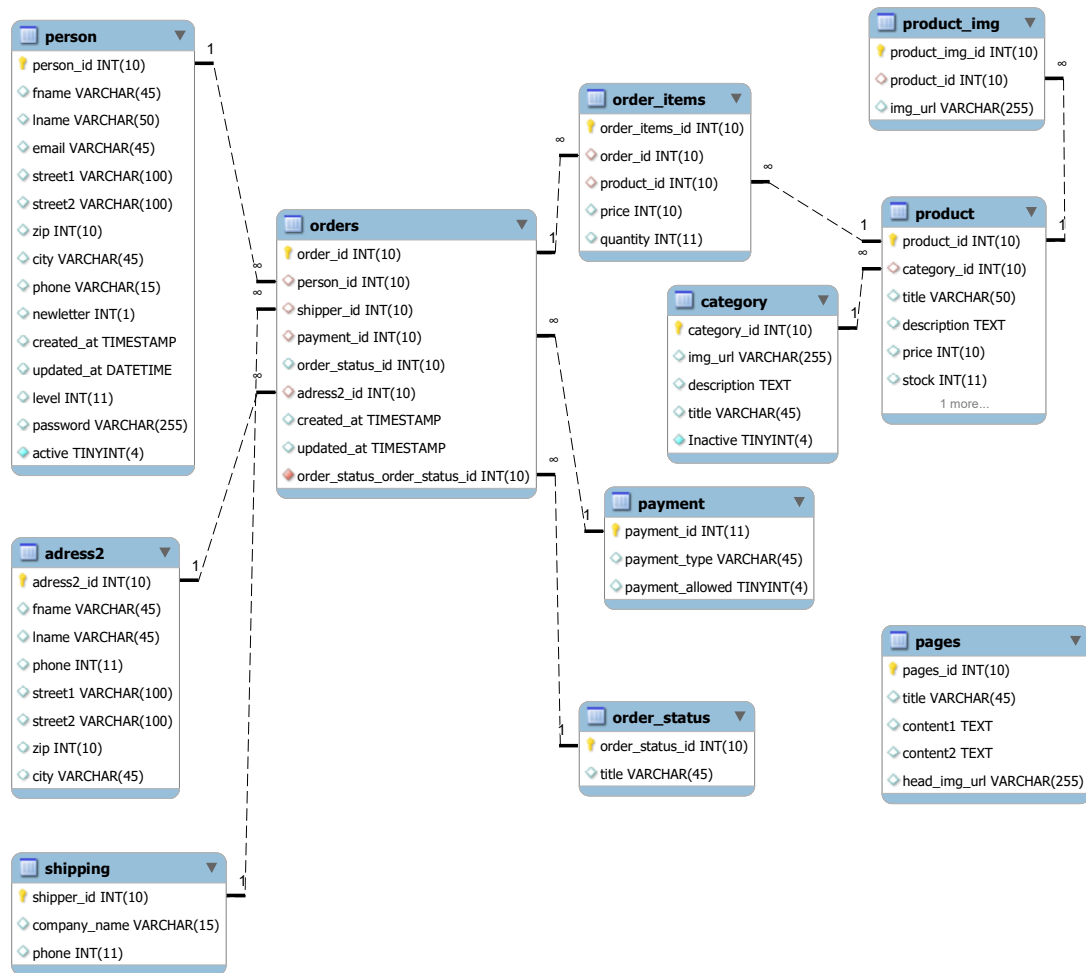 person
person_id INT(10)
fname VARCHAR(45)
lname VARCHAR(50)
email VARCHAR(45)
street1 VARCHAR(100)
street2 VARCHAR(100)
zip INT(10)
city VARCHAR(45)
phone VARCHAR(15)
newletter INT(1)
created_at TIMESTAMP
updated_at DATETIME
level INT(11)
password VARCHAR(255)
active TINYINT(4)
1
∞
adress2
adress2_id INT(10)
fname VARCHAR(45)
lname VARCHAR(45)
phone INT(11)
street1 VARCHAR(100)
street2 VARCHAR(100)
zip INT(10)
city VARCHAR(45)
1
∞
shipping
shipper_id INT(10)
company_name VARCHAR(15)
phone INT(11)
1
∞
orders
order_id INT(10)
person_id INT(10)
shipper_id INT(10)
payment_id INT(10)
order_status_id INT(10)
adress2_id INT(10)
created_at TIMESTAMP
updated_at TIMESTAMP
order_status_order_status_id INT(10)
1
∞
∞
1
∞
1
order_items
order_items_id INT(10)
order_id INT(10)
product_id INT(10)
price INT(10)
quantity INT(11)
∞
1
category
category_id INT(10)
img_url VARCHAR(255)
description TEXT
title VARCHAR(45)
Inactive TINYINT(4)
1
∞
payment
payment_id INT(11)
payment_type VARCHAR(45)
payment_allowed TINYINT(4)
order_status
order_status_id INT(10)
title VARCHAR(45)
product_img
product_img_id INT(10)
product_id INT(10)
img_url VARCHAR(255)
∞
1
product
product_id INT(10)
category_id INT(10)
title VARCHAR(50)
description TEXT
price INT(10)
stock INT(11)
1 more...
pages
pages_id INT(10)
title VARCHAR(45)
content1 TEXT
content2 TEXT
head_img_url VARCHAR(255)